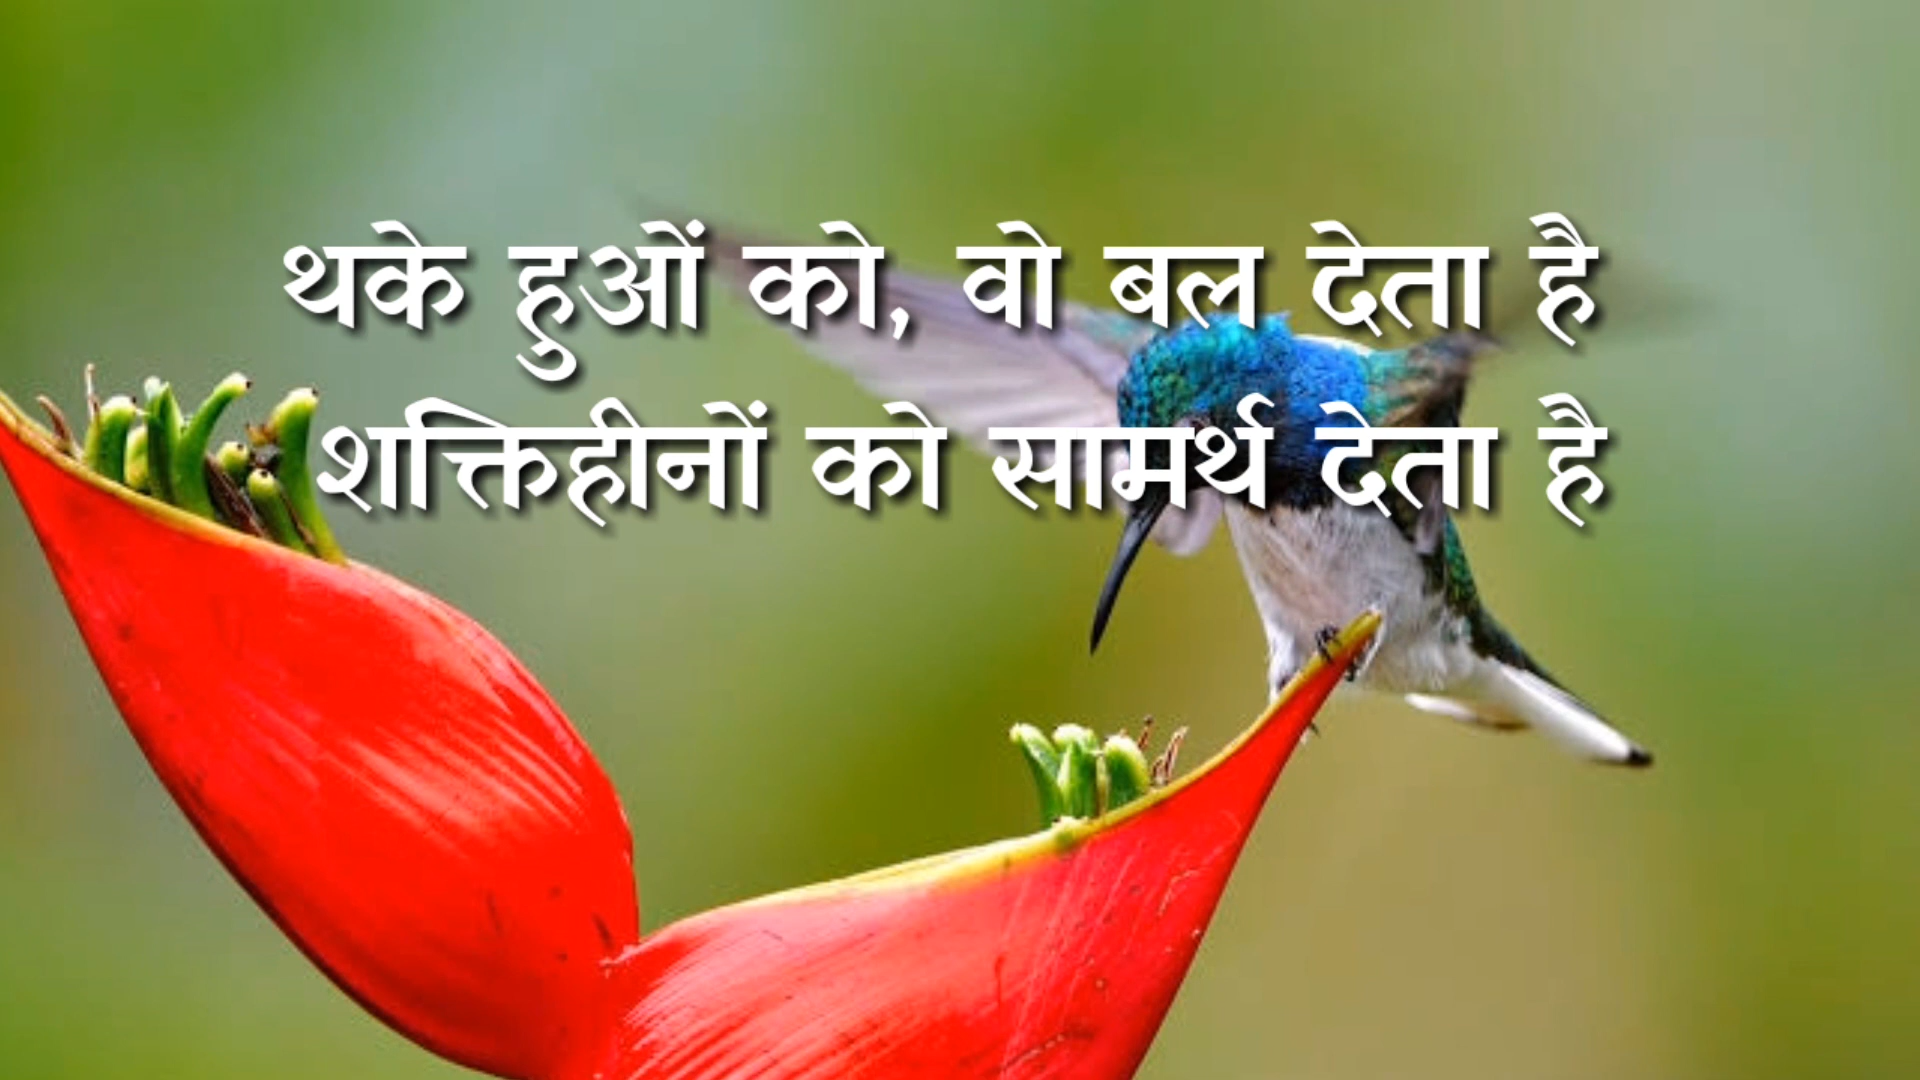 थके हुओं को, वो बल देता है
शक्तिहीनों को सामर्थ देता है